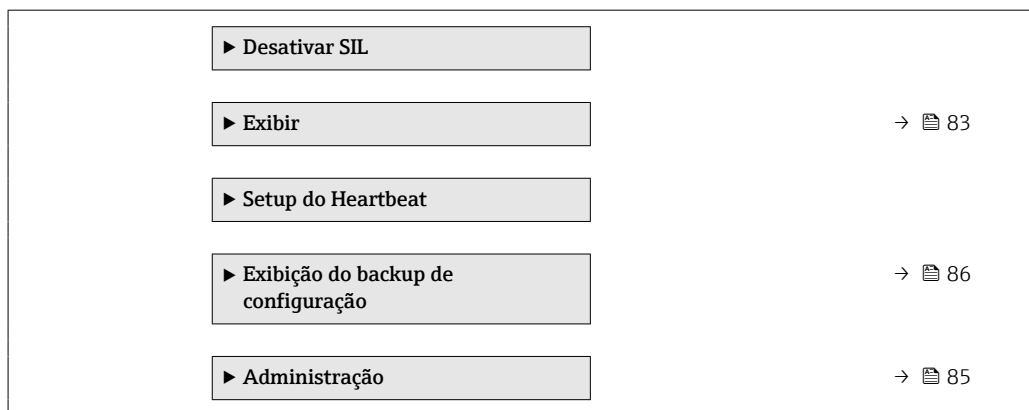 ▶ Desativar SIL
▶ Exibir → 83
▶ Setup do Heartbeat
▶ Exibição do backup de
configuração → 86
▶ Administração → 85